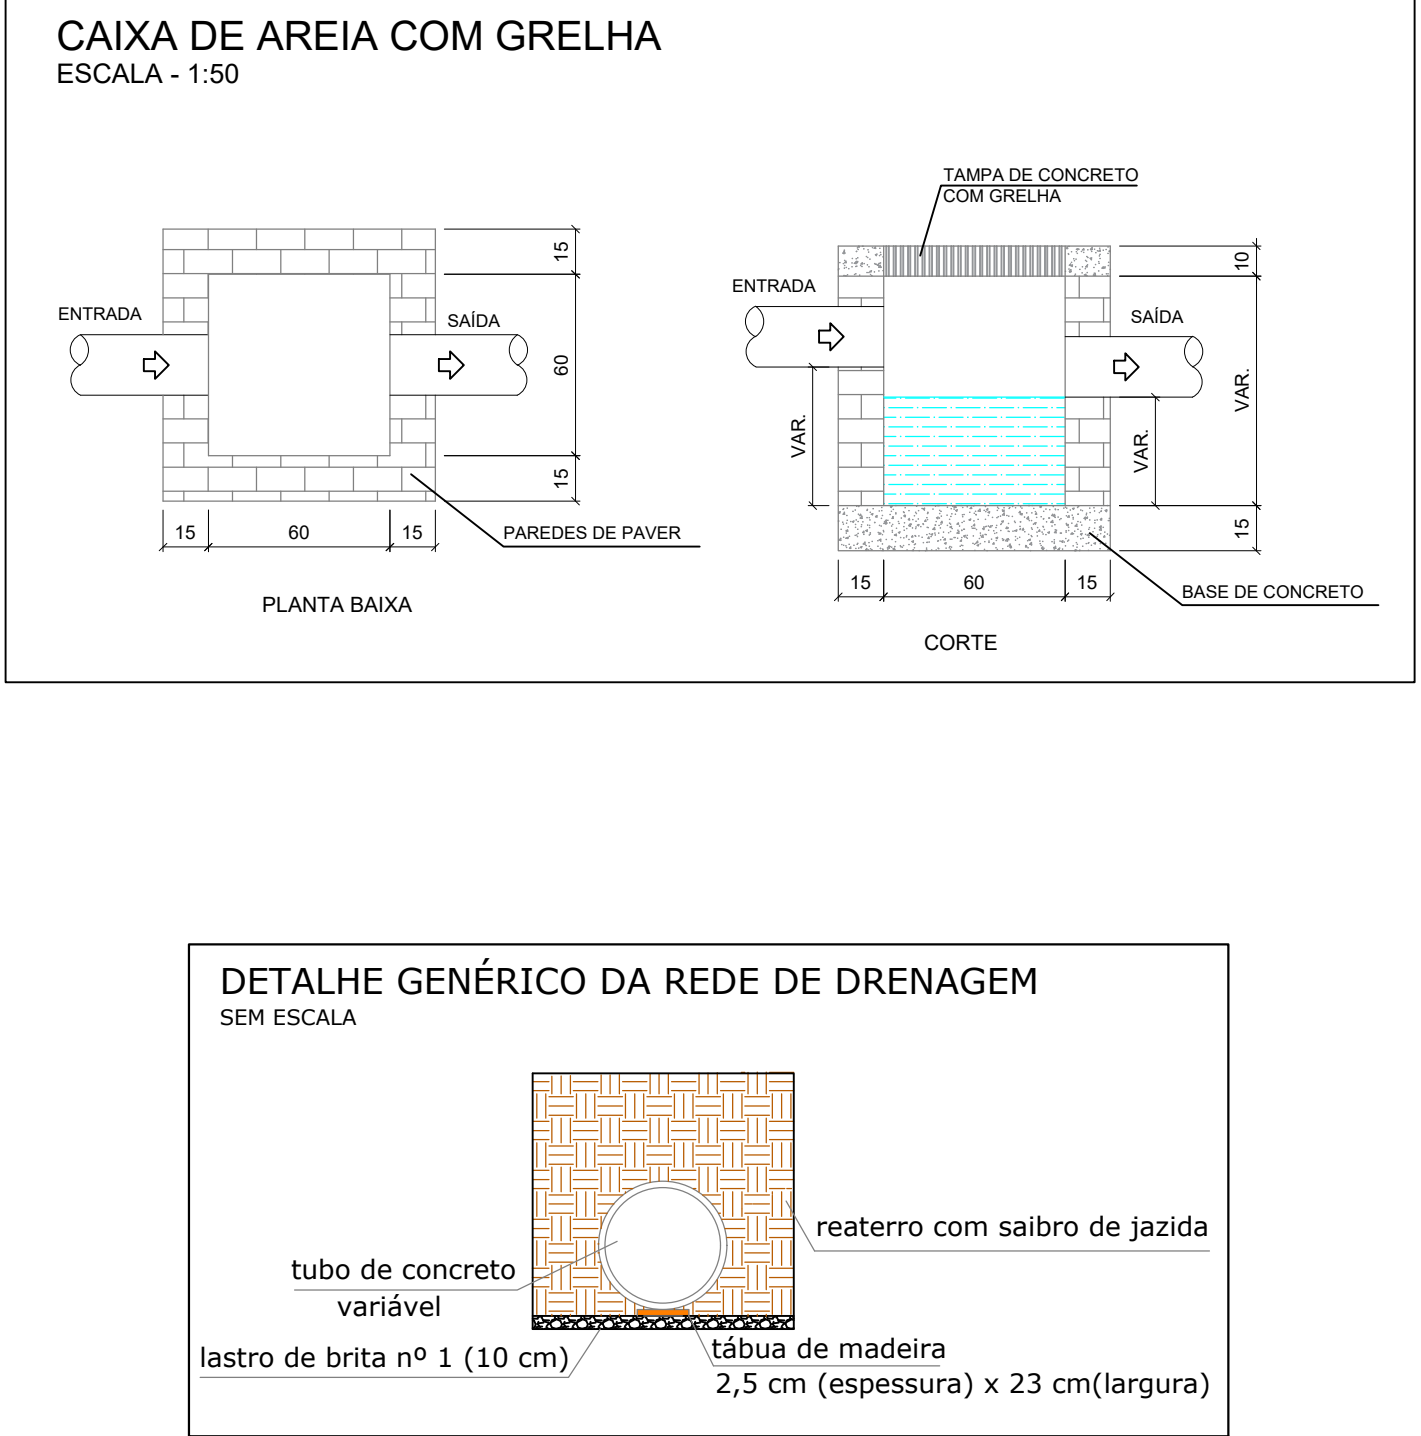 CAIXA DE AREIA COM GRELHA
ESCALA - 1:50
TAMPA DE CONCRETO
COM GRELHA
ENTRADA
SAÍDA
15
60
15
15
60
15
PAREDES DE PAVER
PLANTA BAIXA
ENTRADA
SAÍDA
10
VAR.
VAR.
VAR.
15
15
60
15
BASE DE CONCRETO
CORTE
DETALHE GENÉRICO DA REDE DE DRENAGEM
SEM ESCALA
reaterro com saibro de jazida
tubo de concreto
variável
lastro de brita nº 1 (10 cm)
tábua de madeira
2,5 cm (espessura) x 23 cm(largura)